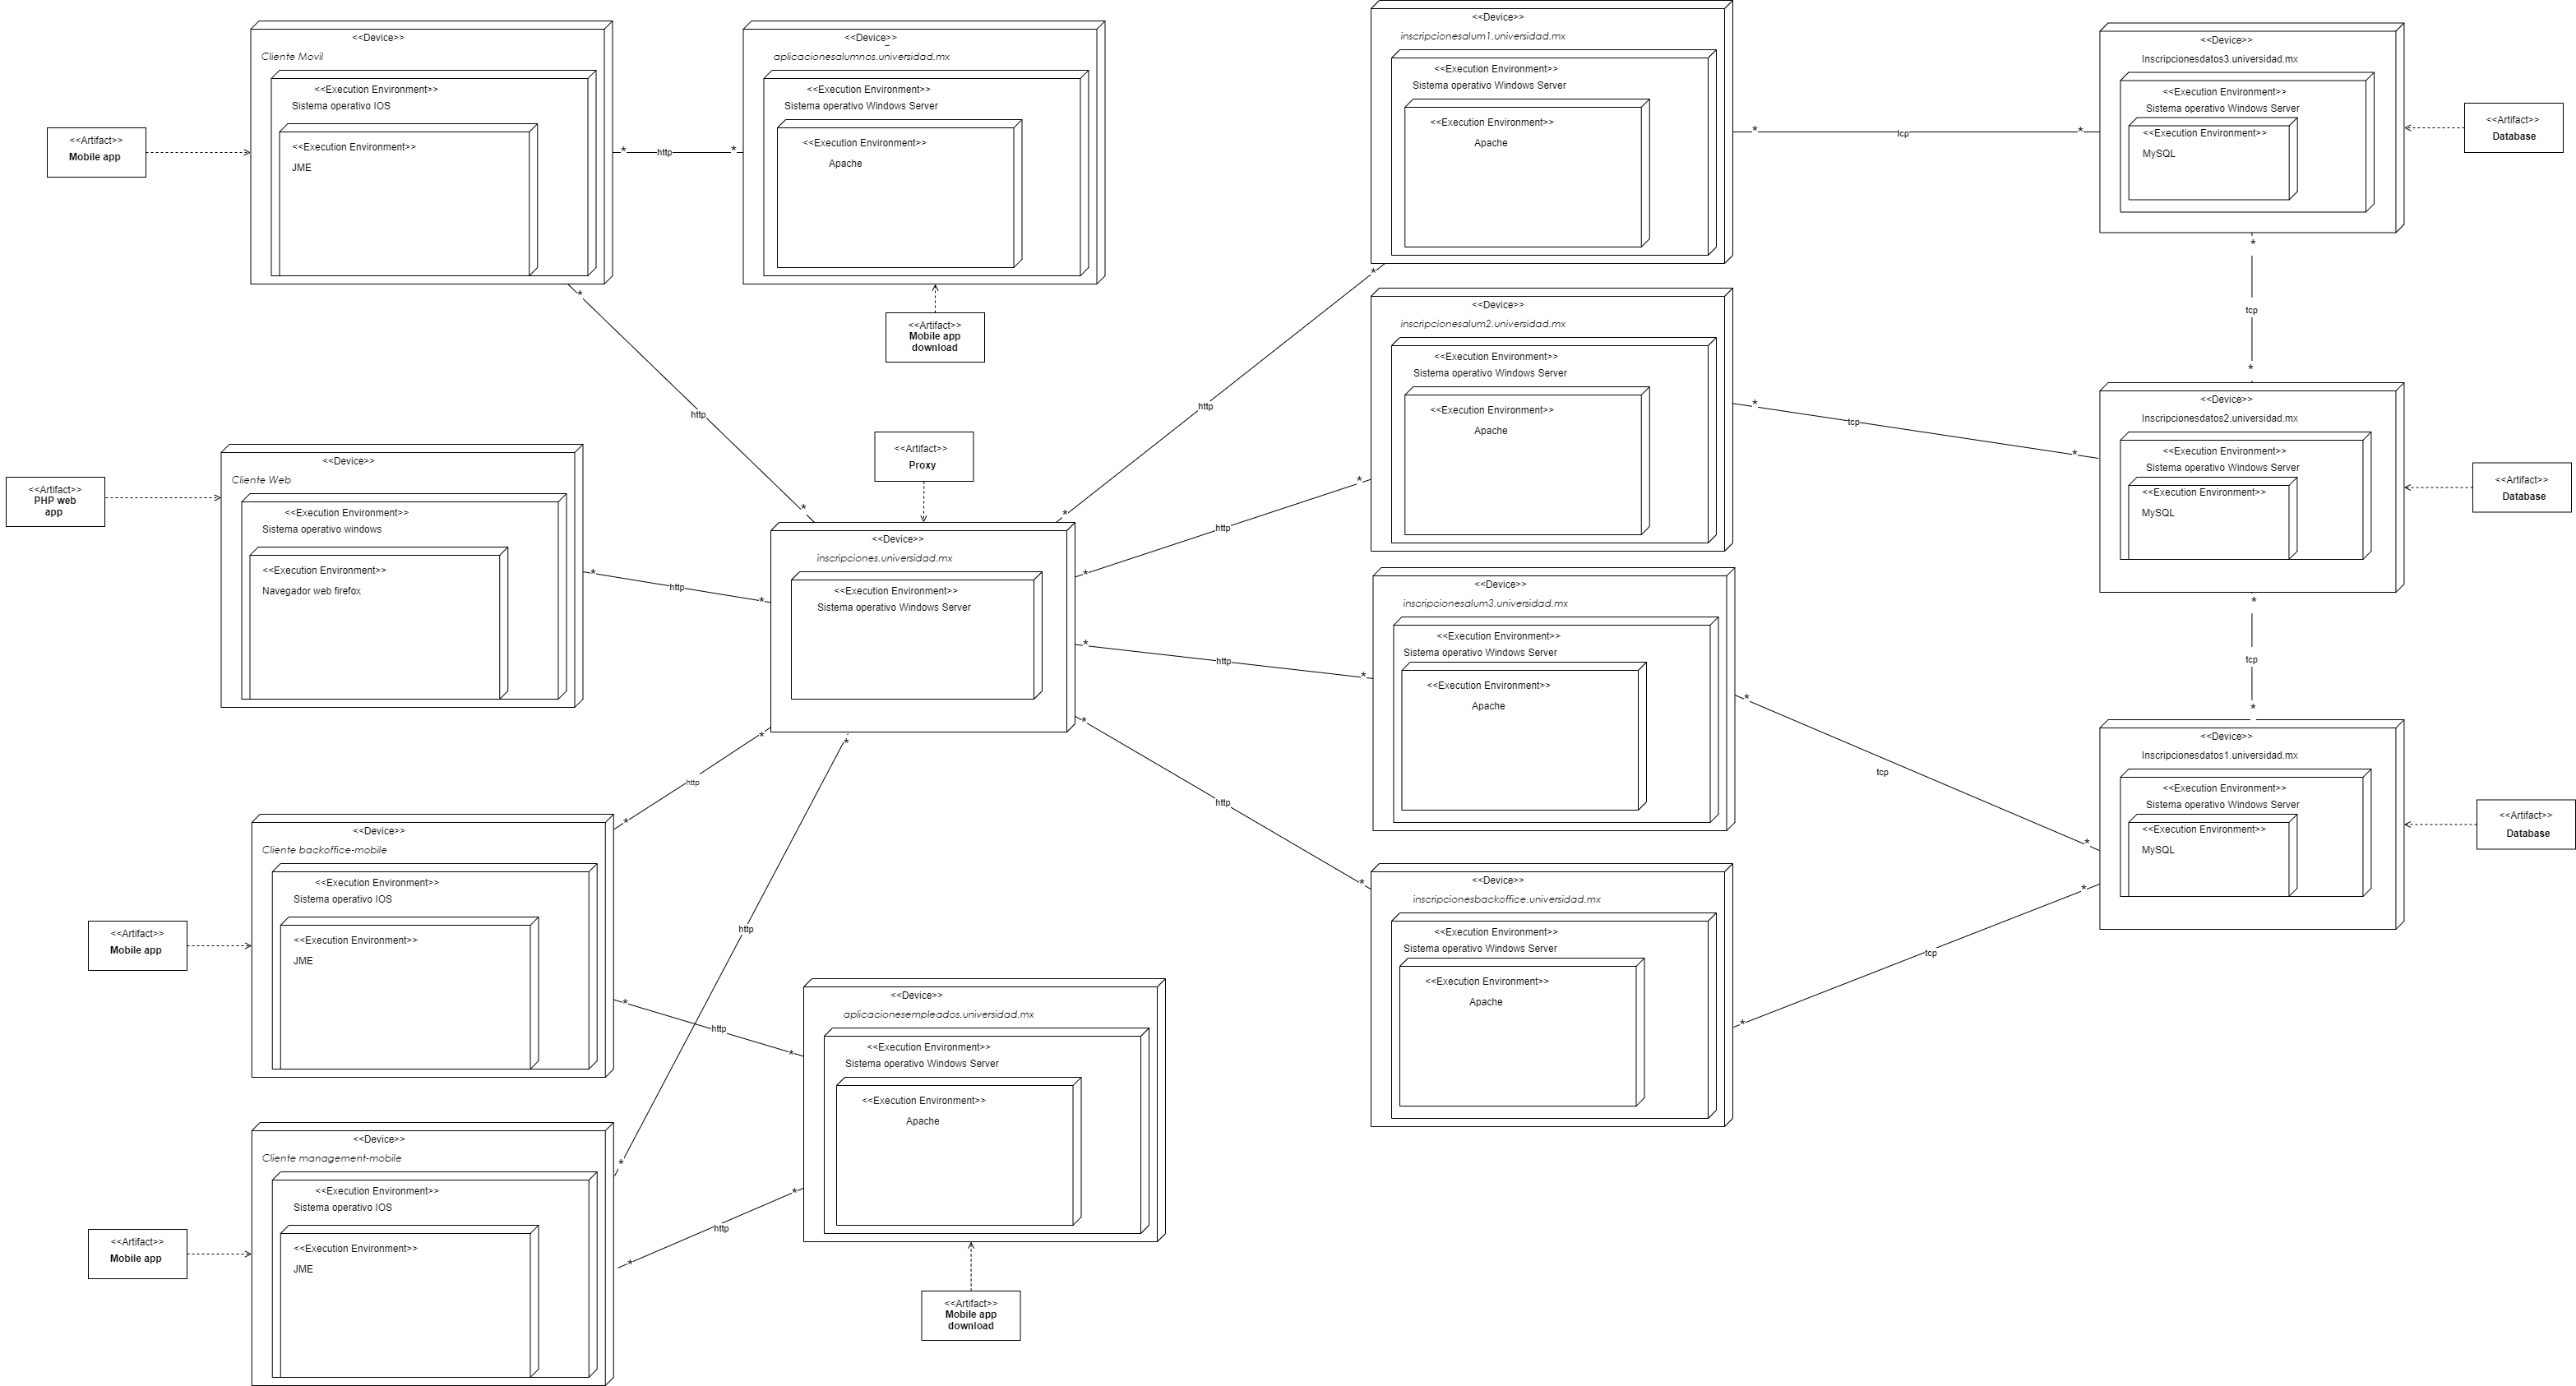 <<Device>>
Cliente Movil
<<Execution Environment>>
Sistema operativo IOS
<<Execution Environment>>
JME
<<Artifact>>
Mobile app
*
http
*
<<Device>>
aplicacionesalumnos.universidad.mx
<<Execution Environment>>
Sistema operativo Windows Server
<<Execution Environment>>
Apache
<<Artifact>>
Mobile app
download
*
http
*
<<Device>>
Cliente Web
<<Execution Environment>>
Sistema operativo windows
<<Execution Environment>>
Navegador web firefox
<<Artifact>>
PHP web
app
*
http
*
<<Artifact>>
Proxy
<<Device>>
inscripciones.universidad.mx
<<Execution Environment>>
Sistema operativo Windows Server
*
http
*
*
http
*
*
http
*
*
http
*
*
http
*
*
http
*
<<Device>>
Cliente backoffice-mobile
<<Execution Environment>>
Sistema operativo IOS
<<Execution Environment>>
JME
<<Artifact>>
Mobile app
*
http
*
<<Device>>
aplicacionesempleados.universidad.mx
<<Execution Environment>>
Sistema operativo Windows Server
<<Execution Environment>>
Apache
<<Artifact>>
Mobile app
download
<<Device>>
Cliente management-mobile
<<Execution Environment>>
Sistema operativo IOS
<<Execution Environment>>
JME
<<Artifact>>
Mobile app
*
http
*
<<Device>>
inscripcionesalum1.universidad.mx
<<Execution Environment>>
Sistema operativo Windows Server
<<Execution Environment>>
Apache
*
tcp
*
<<Device>>
inscripcionesalum2.universidad.mx
<<Execution Environment>>
Sistema operativo Windows Server
<<Execution Environment>>
Apache
*
tcp
*
<<Device>>
inscripcionesalum3.universidad.mx
<<Execution Environment>>
Sistema operativo Windows Server
<<Execution Environment>>
Apache
*
tcp
*
<<Device>>
inscripcionesbackoffice.universidad.mx
<<Execution Environment>>
Sistema operativo Windows Server
<<Execution Environment>>
Apache
*
tcp
*
<<Device>>
Inscripcionesdatos3.universidad.mx
<<Execution Environment>>
Sistema operativo Windows Server
<<Execution Environment>>
MySQL
<<Artifact>>
Database
*
tcp
*
<<Device>>
Inscripcionesdatos2.universidad.mx
<<Execution Environment>>
Sistema operativo Windows Server
<<Execution Environment>>
MySQL
<<Artifact>>
Database
*
tcp
*
<<Device>>
Inscripcionesdatos1.universidad.mx
<<Execution Environment>>
Sistema operativo Windows Server
<<Execution Environment>>
MySQL
<<Artifact>>
Database